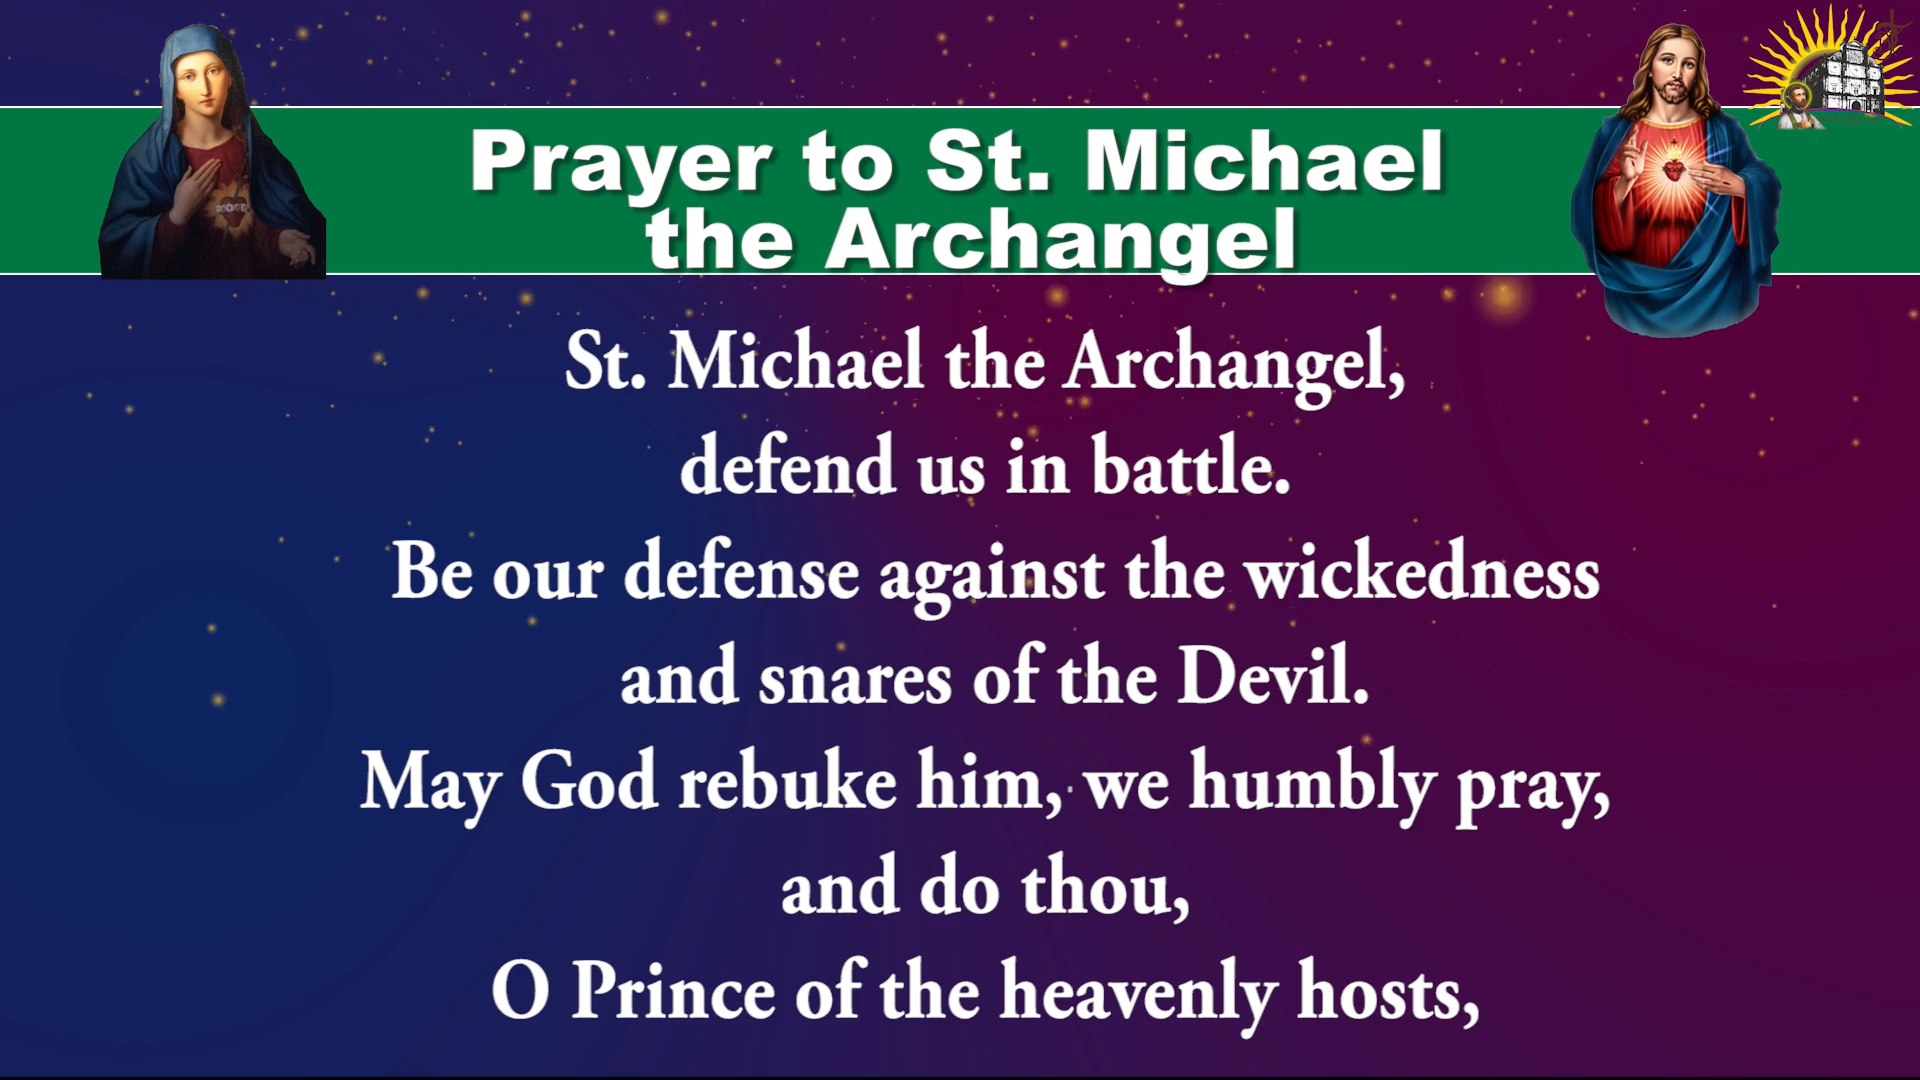 Prayer to St. Michael
the Archangel
St. Michael the Archangel,
defend us in battle.
Be our defense against the wickedness
and snares of the Devil.
May God rebuke him, we humbly pray,
and do thou,
O Prince of the heavenly hosts,